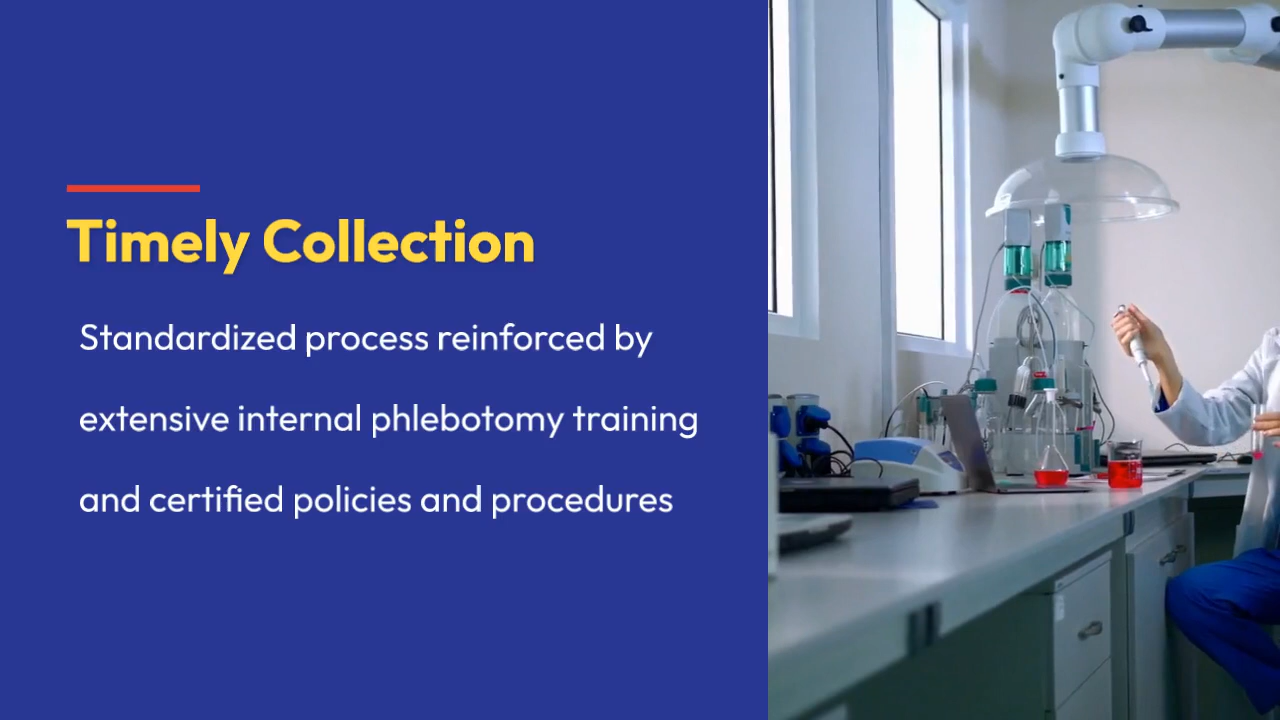 Timely Collection
Standardized process reinforced by
extensive internal phlebotomy training
and certified policies and procedures